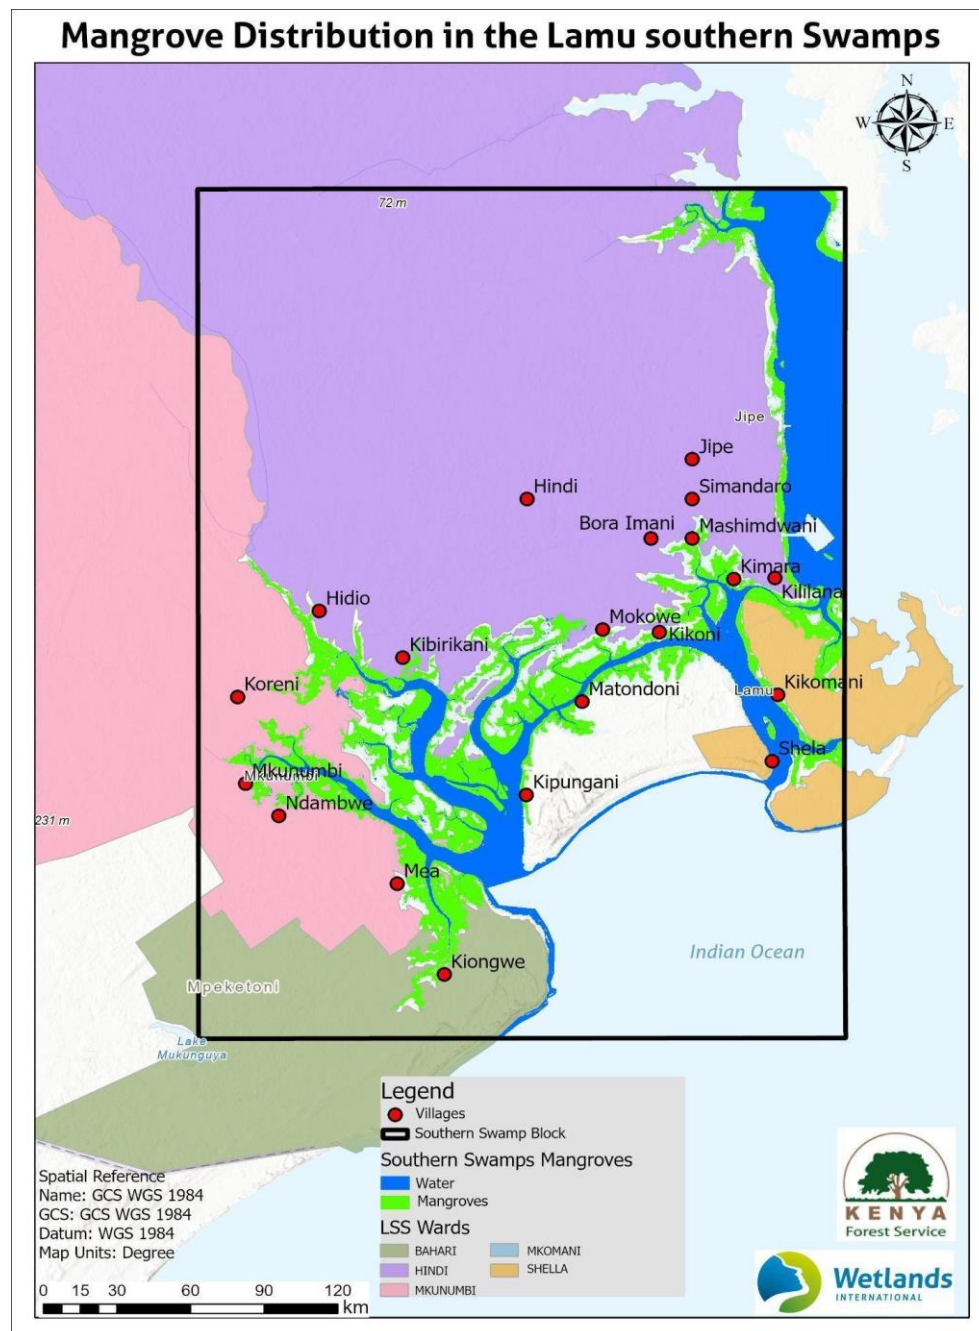 Mangrove Distribution in the Lamu southern Swamps
N
W E
S
72 m
Jipe
Jipe
Hindi
Simandaro
Bora Imani
Mashimdwani
Kimara
Kililana
Hidio
Mokowe
Kikoni
Kibirikani
Koreni
Matondoni
Lamu
Kikomani
Shela
Mkunumbi
Mkunumbi
Kipungani
Ndambwe
231 m
Mea
Indian Ocean
Kiongwe
Mpeketoni
Lake
Mukunguya
Legend
Villages
Southern Swamp Block
Southern Swamps Mangroves
Water
Mangroves
LSS Wards
BAHARI
MKOMANI
HINDI
SHELLA
MKUNUMBI
Spatial Reference
Name: GCS WGS 1984
GCS: GCS WGS 1984
Datum: WGS 1984
Map Units: Degree
0 15 30 60 90 120
km
KENYA
Forest Service
Wetlands
INTERNATIONAL